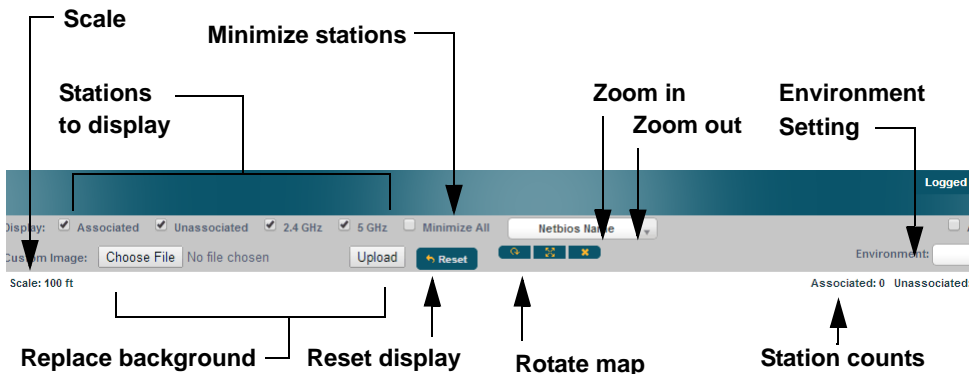 Scale
Minimize stations
Stations
to display
Zoom in
Zoom out
Environment
Setting
Logged
Display: Associated Unassociated 2.4 GHz 5 GHz Minimize All Netbios Name
Custom Image: Choose File No file chosen Upload Reset Environment:
Scale: 100 ft Associated: 0 Unassociated:
Replace background Reset display Rotate map Station counts